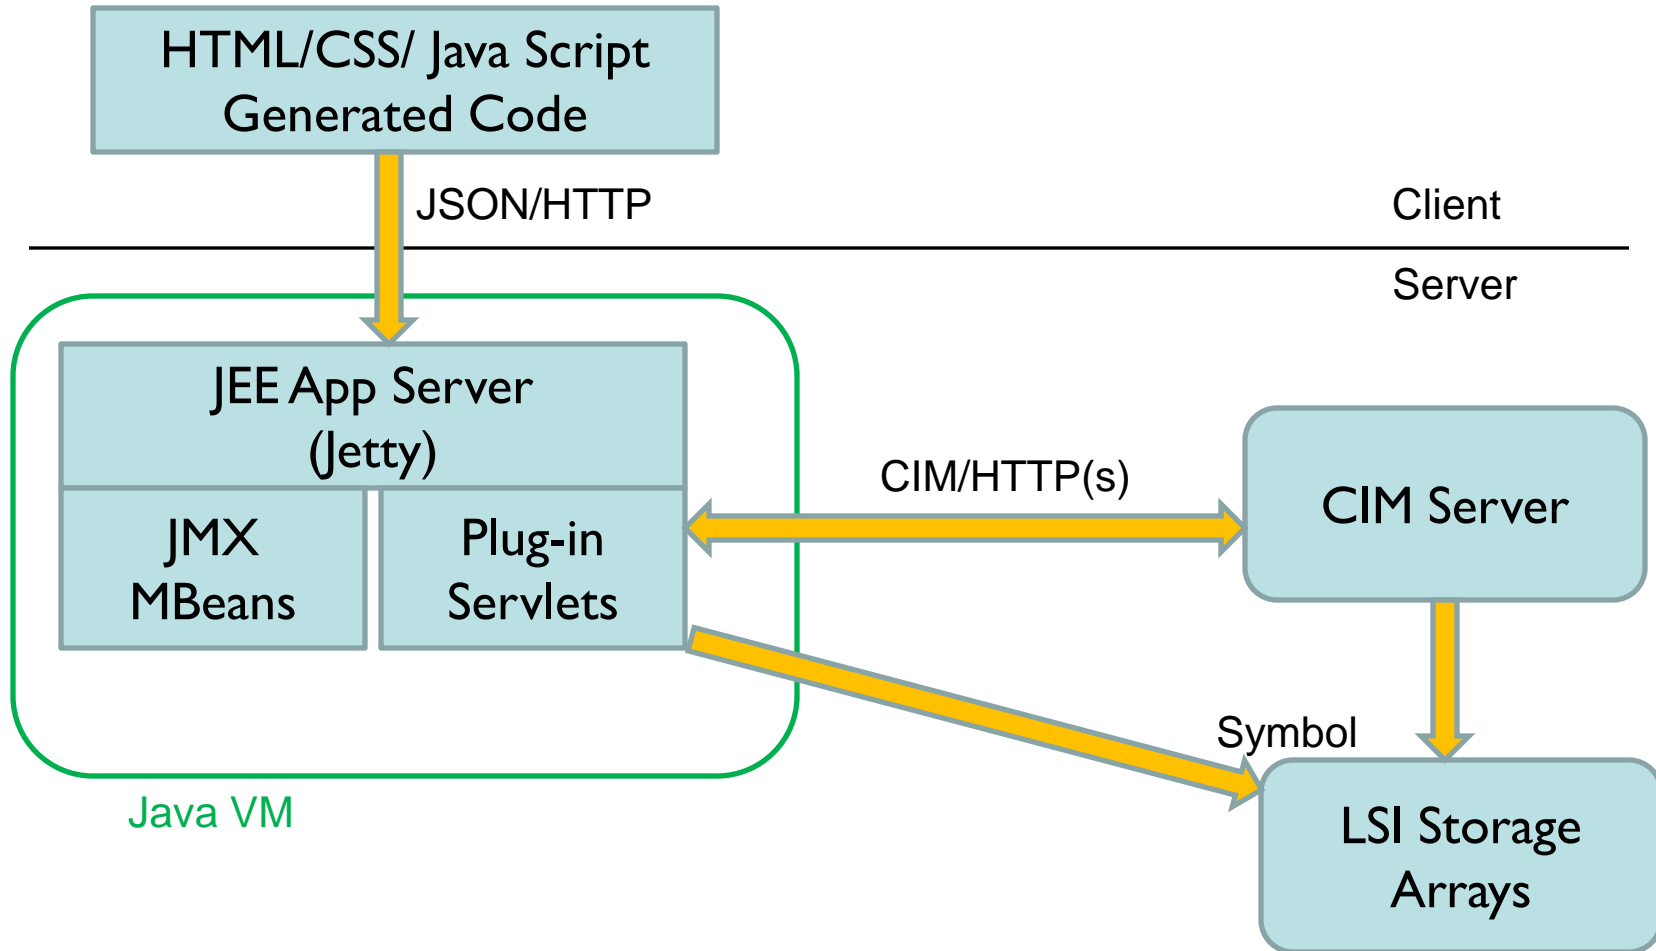 HTML/CSS/ Java Script
Generated Code
JSON/HTTP
Client
Server
JEE App Server
(Jetty)
JMX
MBeans
Plug-in
Servlets
CIM/HTTP(s)
CIM Server
Symbol
Java VM
LSI Storage
Arrays